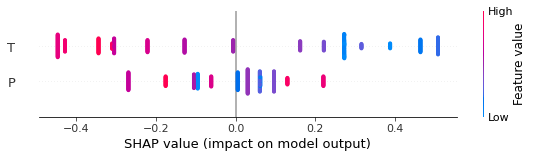 High
T
P
Feature value
Low
−0.4 −0.2 0.0 0.2 0.4
SHAP value (impact on model output)